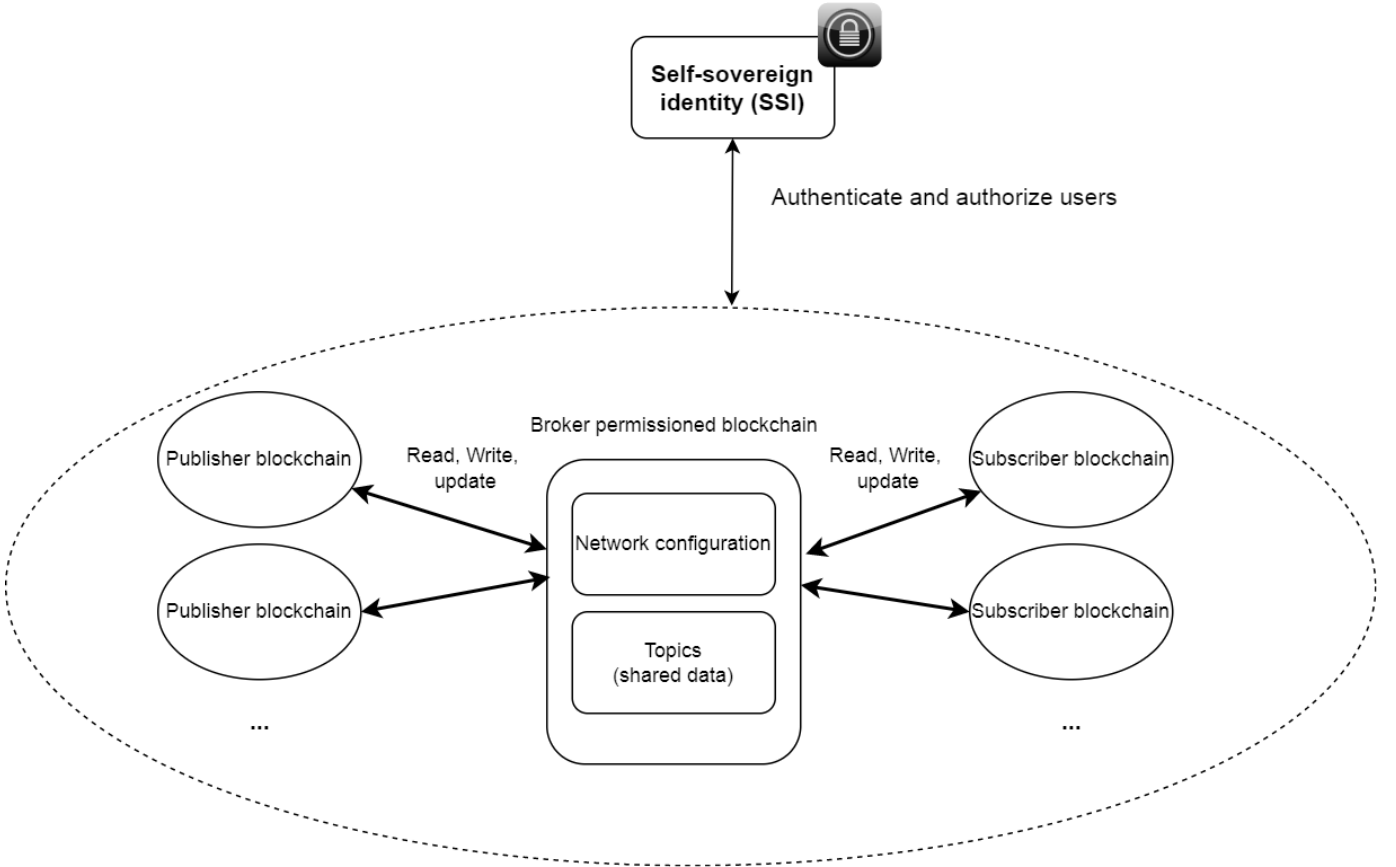 Self-sovereign
identity (SSI)
Authenticate and authorize users
Broker permissioned blockchain
Publisher blockchain
Read, Write,
update
Read, Write,
update
Subscriber blockchain
Network configuration
Publisher blockchain
Subscriber blockchain
Topics
(shared data)
...
...